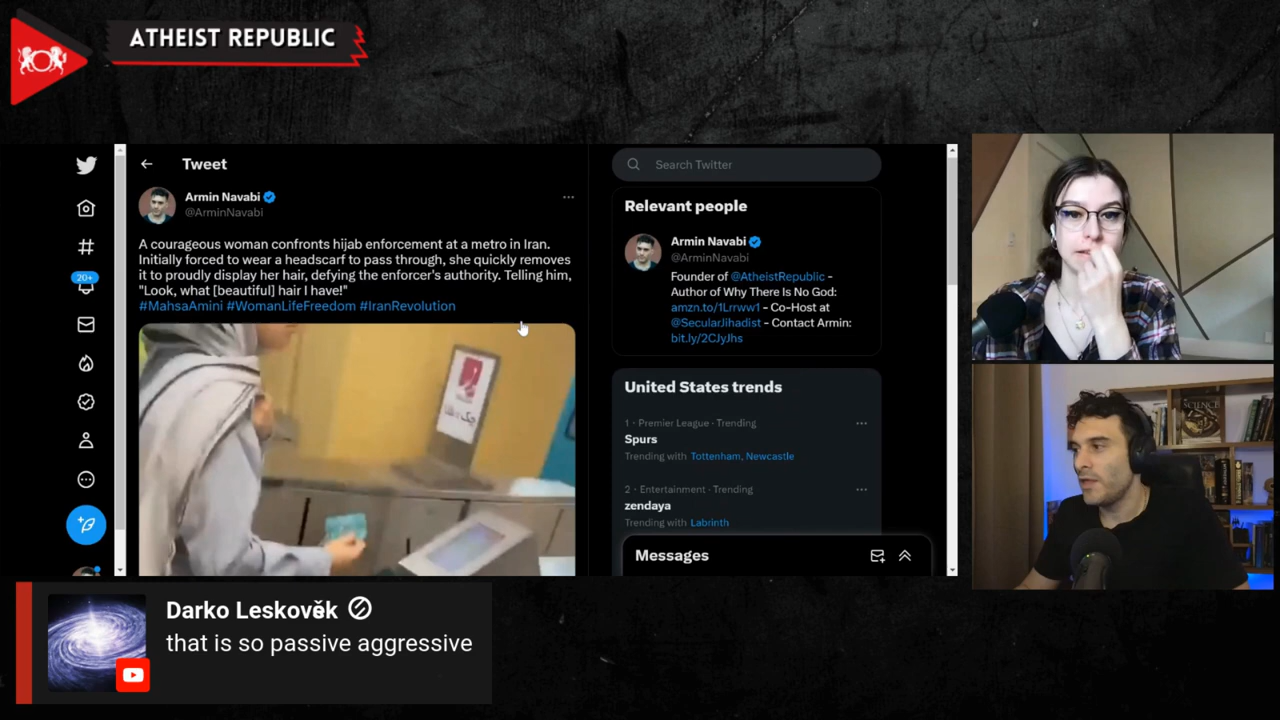 ATHEIST REPUBLIC
Tweet
Armin Navabi
@ArminNavabi
A courageous woman confronts hijab enforcement at a metro in Iran.
Initially forced to wear a headscarf to pass through, she quickly removes
it to proudly display her hair, defying the enforcer's authority. Telling him,
"Look, what [beautiful] hair I have!"
#MahsaAmini #WomanLifeFreedom #IranRevolution
20+
Search Twitter
Relevant people
Armin Navabi
@ArminNavabi
Founder of @AtheistRepublic -
Author of Why There Is No God:
amzn.to/1Lrrww1 - Co-Host at
@SecularJihadist - Contact Armin:
bit.ly/2CJyJhs
United States trends
1 · Premier League · Trending
Spurs
Trending with Tottenham, Newcastle
2 · Entertainment · Trending
zendaya
Trending with Labrinth
Messages
SCIENCE
Darko Leskověk
that is so passive aggressive